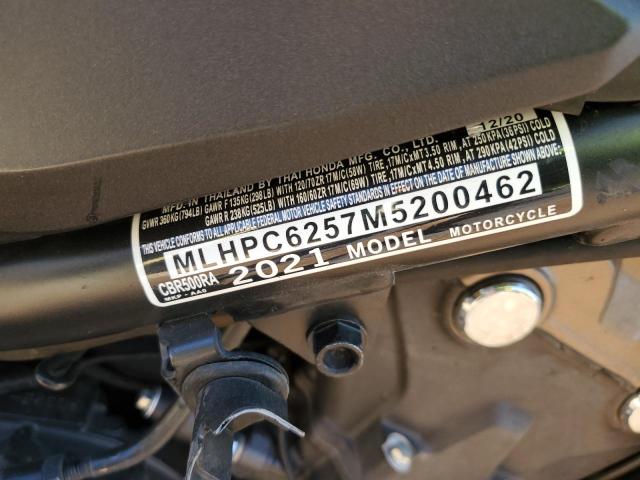 12/20
MFD. IN THAILAND BY THAI HONDA MFG. CO., LTD.
GVWR 360KG(794LB) GAWR F 135KG(298LB) WITH 120/70ZR 17M/C(58W) TIRE, 17M/CxMT3.50 RIM, AT 250KPA(36PSI) COLD
GAWR R 238KG(525LB) WITH 160/60ZR 17M/C(69W) TIRE, 17M/CxMT4.50 RIM, AT 290KPA(42PSI) COLD
THIS VEHICLE CONFORMS TO ALL APPLICABLE FEDERAL MOTOR VEHICLE SAFETY STANDARDS IN EFFECT ON THE DATE OF MANUFACTURE SHOWN ABOVE.
MLHPC6257M5200462
CBR500RA 2021 MODEL MOTORCYCLE
MKP-AA0